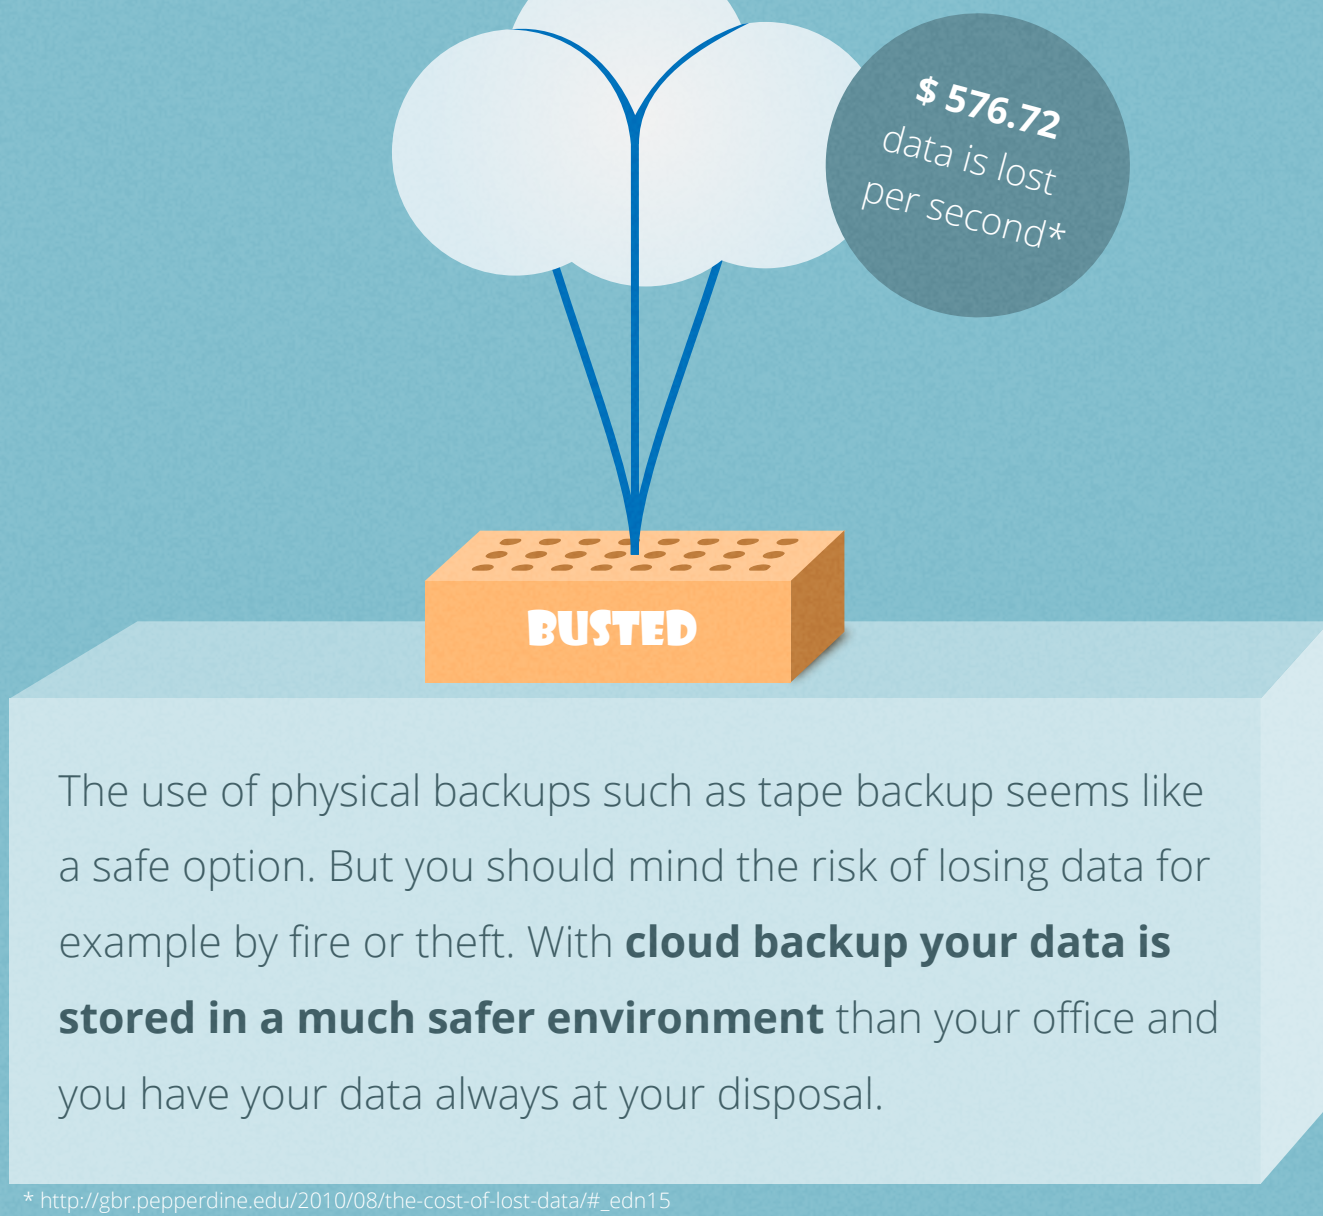 $ 576.72
data is lost
per second*
BUSTED
The use of physical backups such as tape backup seems like
a safe option. But you should mind the risk of losing data for
example by fire or theft. With cloud backup your data is
stored in a much safer environment than your office and
you have your data always at your disposal.
* http://gbr.pepperdine.edu/2010/08/the-cost-of-lost-data/#_edn15